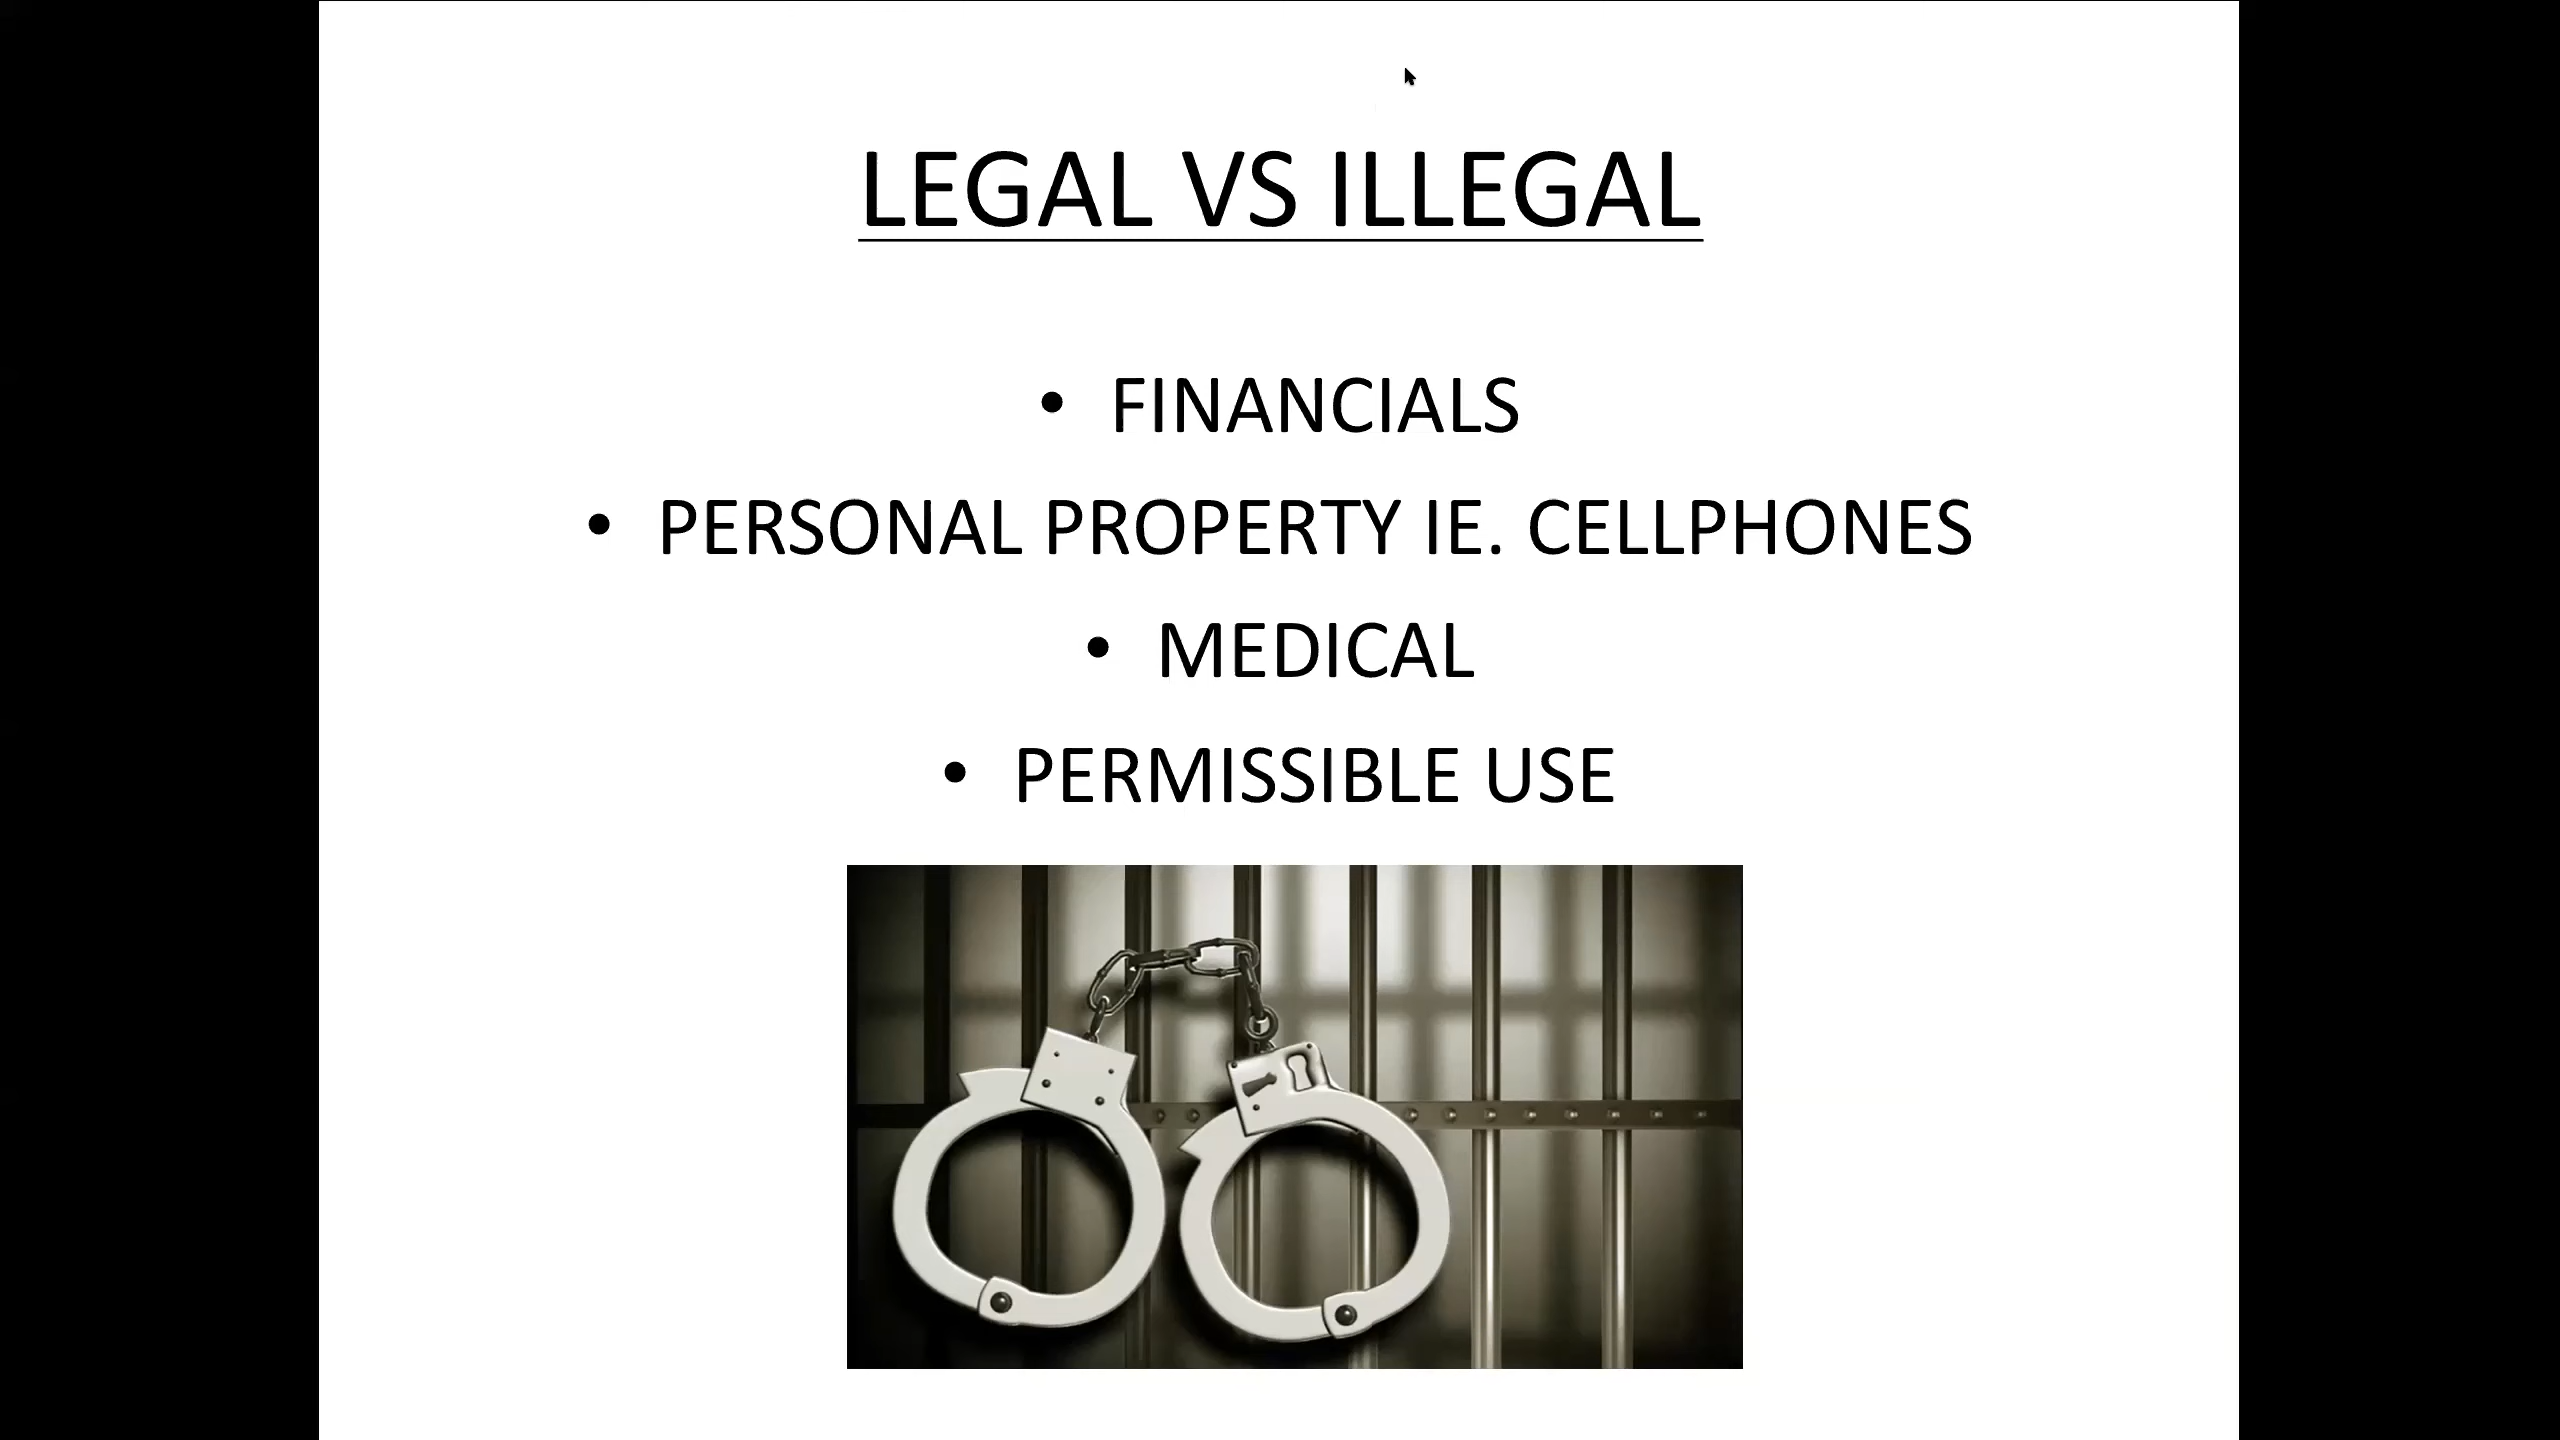 LEGAL VS ILLEGAL
• FINANCIALS
• PERSONAL PROPERTY IE. CELLPHONES
• MEDICAL
• PERMISSIBLE USE